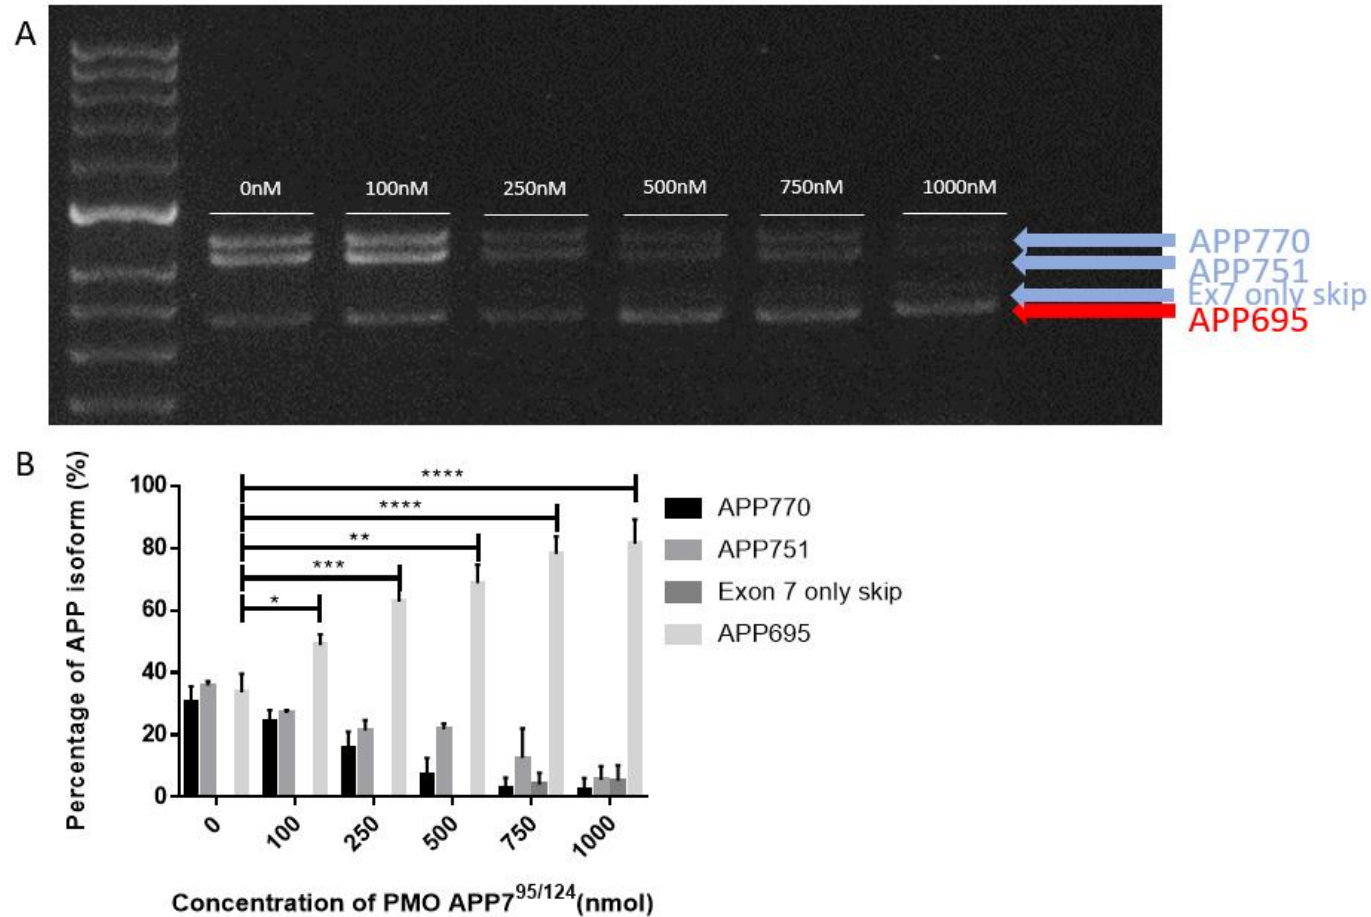 A
0nM 100nM 250nM 500nM 750nM 1000nM
APP770
APP751
Ex7 only skip
APP695
B
Percentage of APP isoform (%)
100
80
60
40
20
0
****
****
**
***
*
APP770
APP751
Exon 7 only skip
APP695
0 100 250 500 750 1000
Concentration of PMO APP7^95/124(nmol)